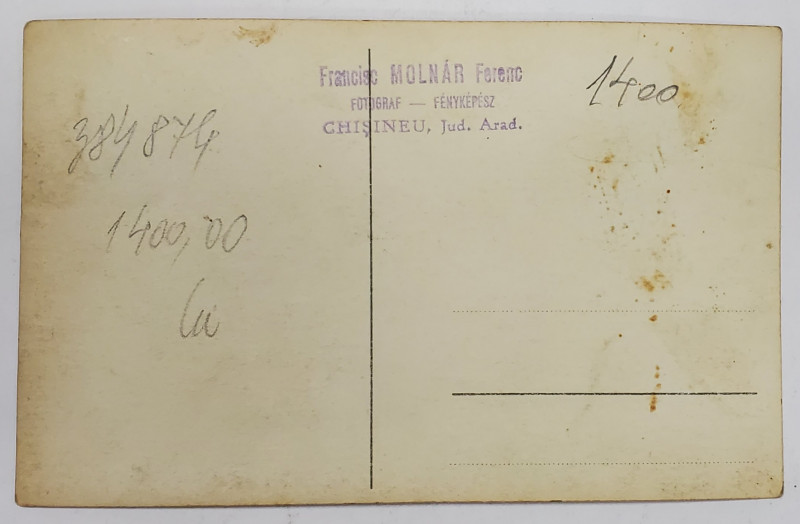 Francisc MOLNÁR Ferenc
FOTOGRAF — FÉNYKÉPÉSZ
CHIȘINEU, Jud. Arad.
1400
384874
1400,00
lei